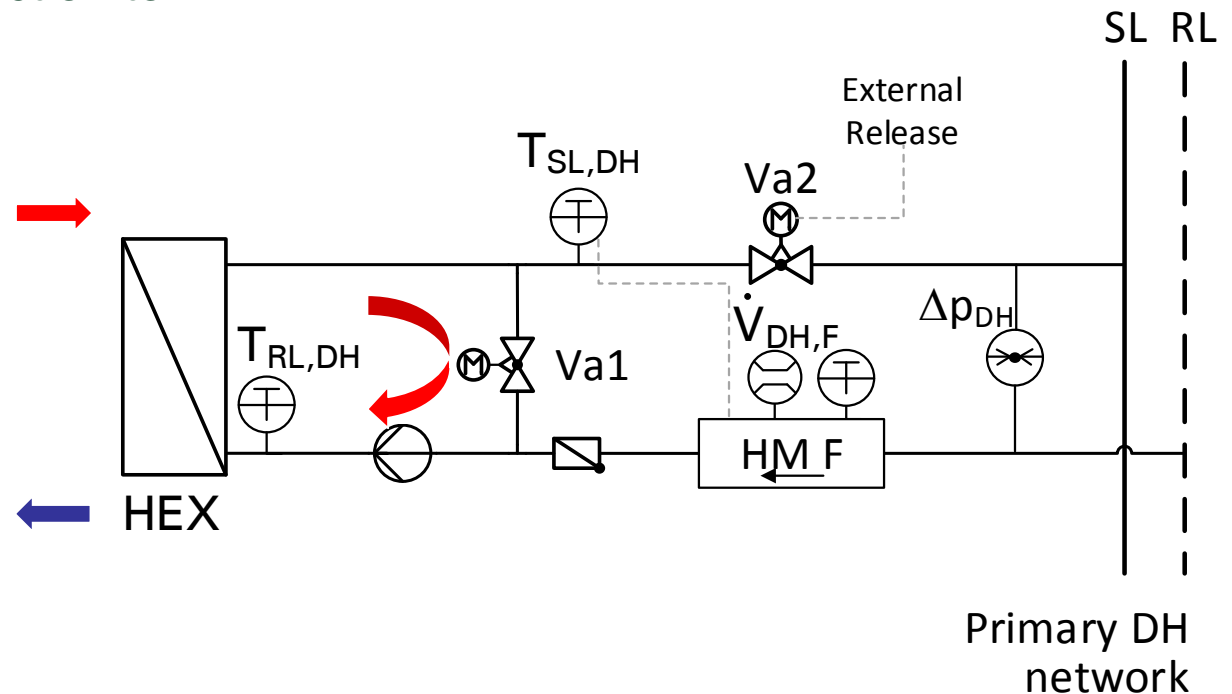 SL RL
External
Release
T_SL,DH
Va2
M
V̇_DH,F
Δp_DH
T_RL,DH
M
Va1
HM F
HEX
Primary DH
network